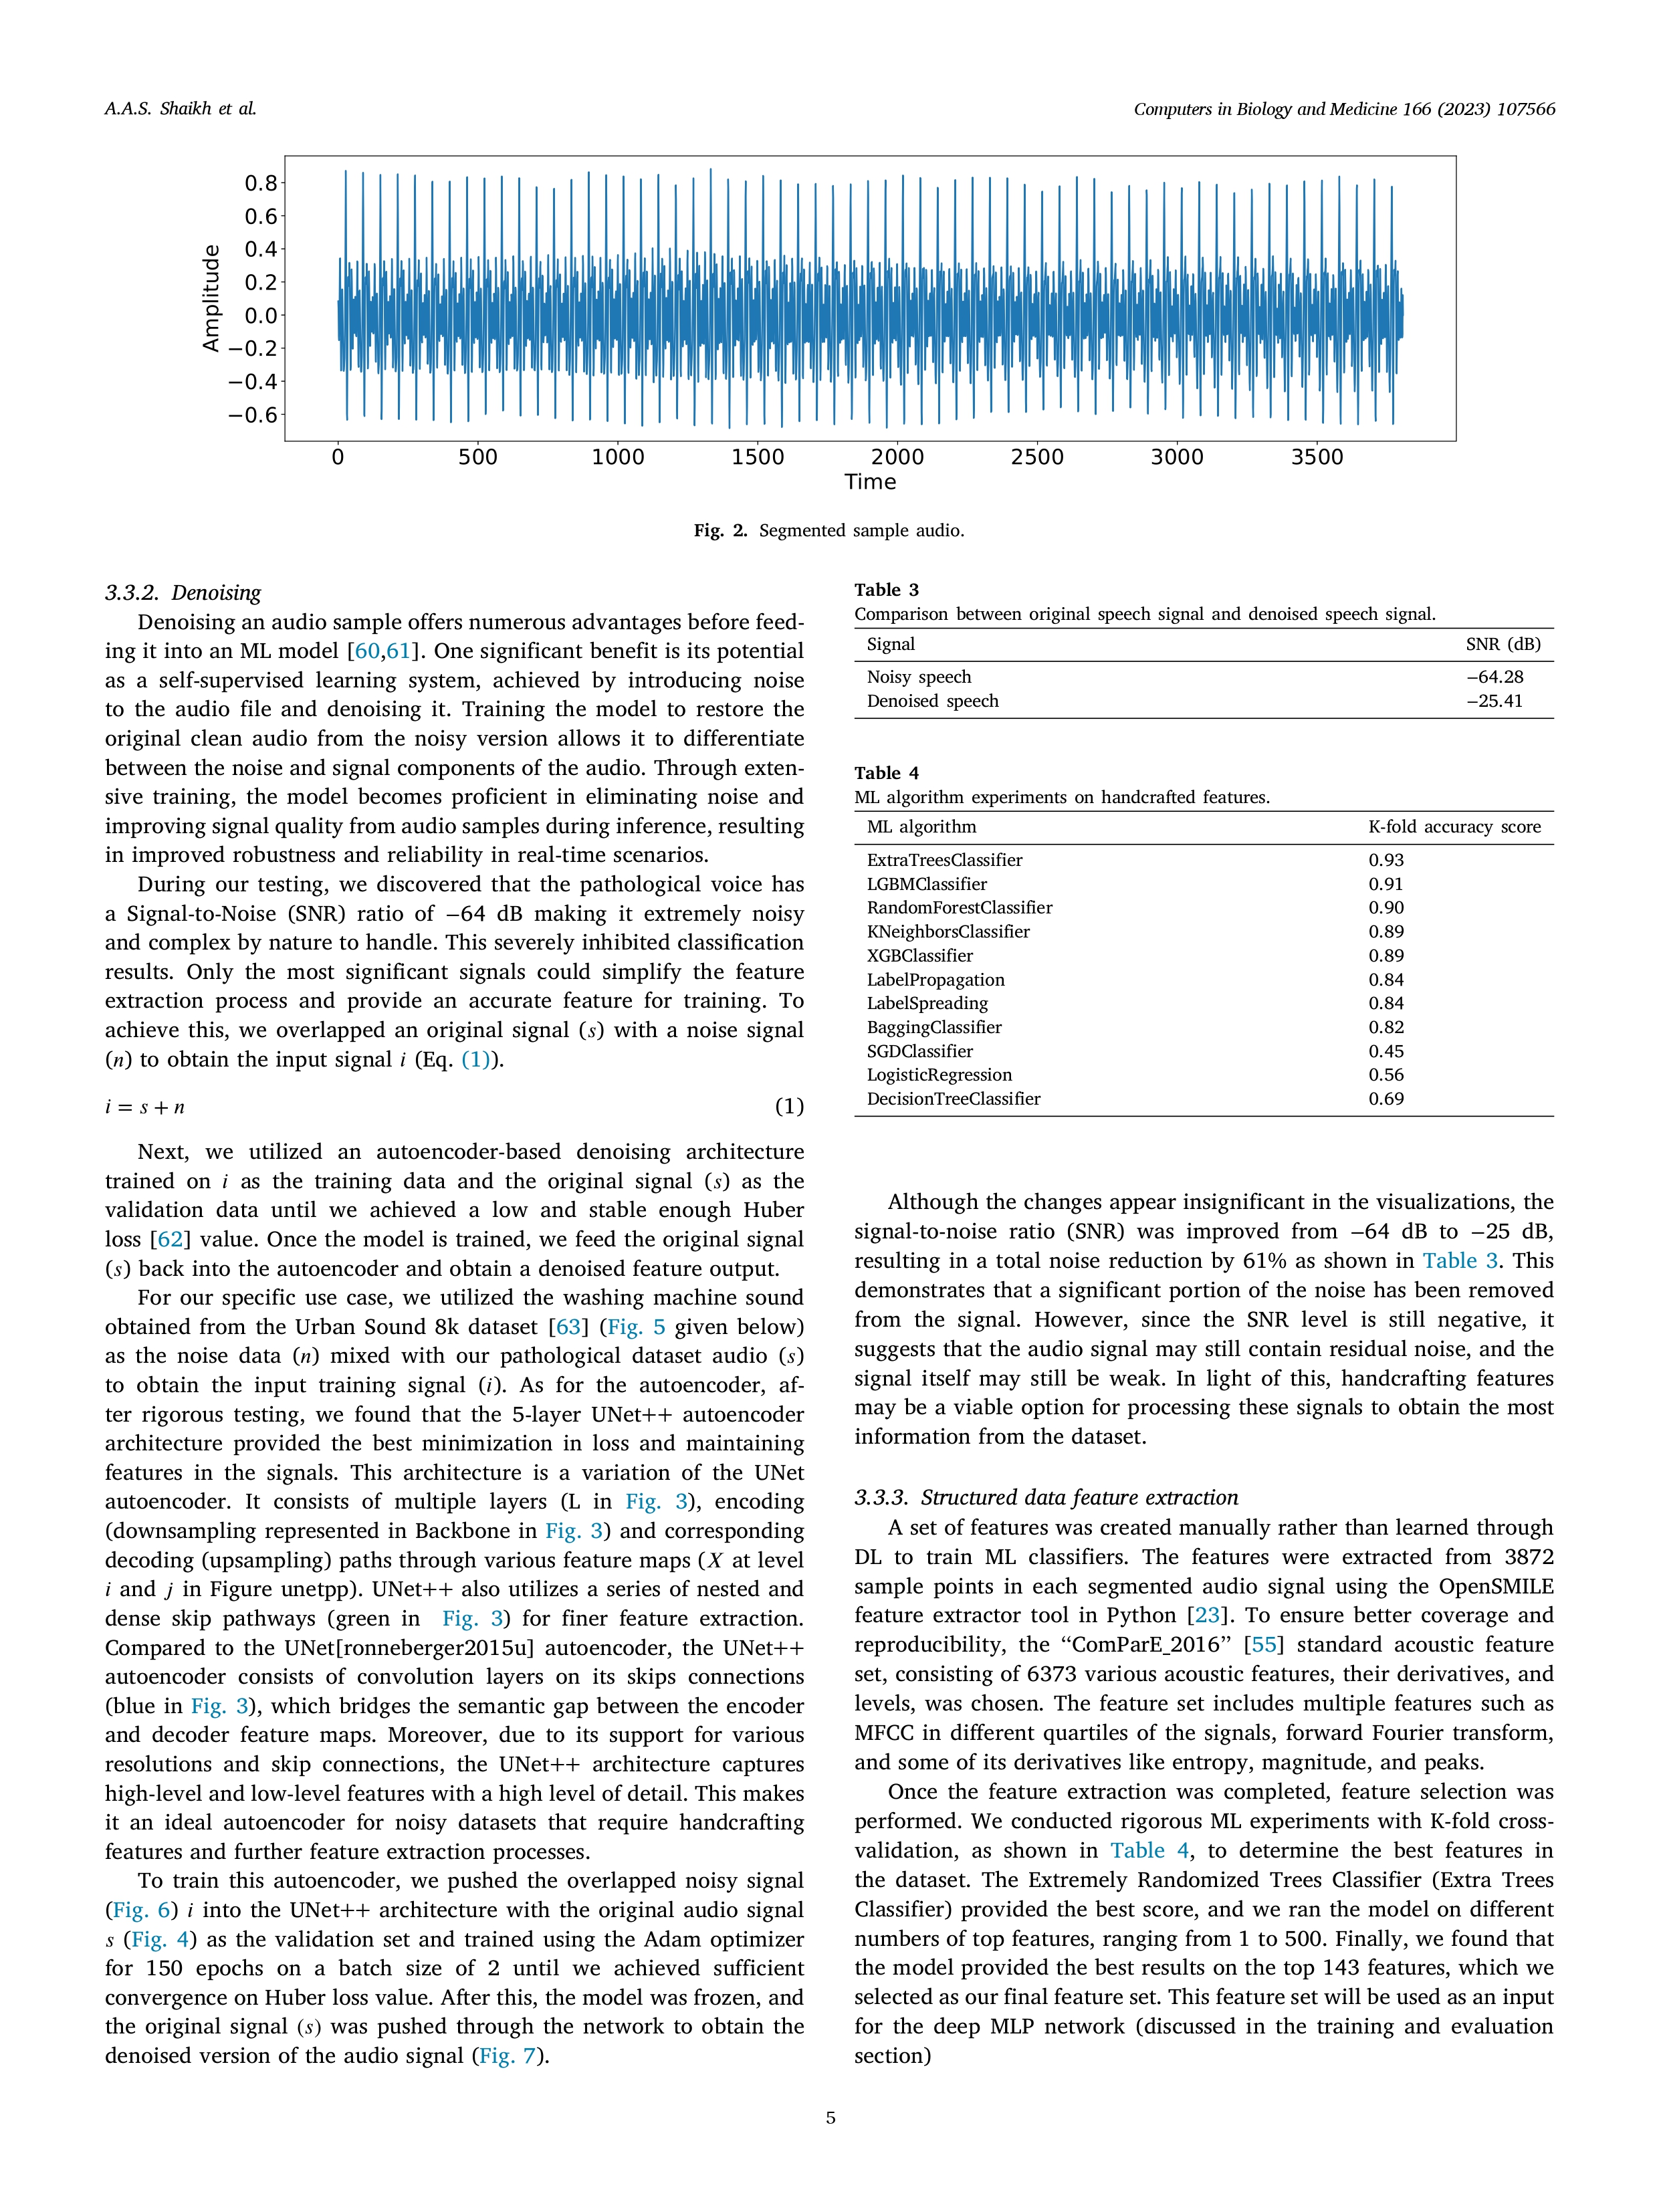 A.A.S. Shaikh et al.
Computers in Biology and Medicine 166 (2023) 107566
0.8
0.6
0.4
0.2
0.0
−0.2
−0.4
−0.6
Amplitude
0 500 1000 1500 2000 2500 3000 3500
Time
Fig. 2. Segmented sample audio.
3.3.2. Denoising
Denoising an audio sample offers numerous advantages before feed-
ing it into an ML model [60,61]. One significant benefit is its potential
as a self-supervised learning system, achieved by introducing noise
to the audio file and denoising it. Training the model to restore the
original clean audio from the noisy version allows it to differentiate
between the noise and signal components of the audio. Through exten-
sive training, the model becomes proficient in eliminating noise and
improving signal quality from audio samples during inference, resulting
in improved robustness and reliability in real-time scenarios.
During our testing, we discovered that the pathological voice has
a Signal-to-Noise (SNR) ratio of −64 dB making it extremely noisy
and complex by nature to handle. This severely inhibited classification
results. Only the most significant signals could simplify the feature
extraction process and provide an accurate feature for training. To
achieve this, we overlapped an original signal (s) with a noise signal
(n) to obtain the input signal i (Eq. (1)).
i = s + n (1)
Next, we utilized an autoencoder-based denoising architecture
trained on i as the training data and the original signal (s) as the
validation data until we achieved a low and stable enough Huber
loss [62] value. Once the model is trained, we feed the original signal
(s) back into the autoencoder and obtain a denoised feature output.
For our specific use case, we utilized the washing machine sound
obtained from the Urban Sound 8k dataset [63] (Fig. 5 given below)
as the noise data (n) mixed with our pathological dataset audio (s)
to obtain the input training signal (i). As for the autoencoder, af-
ter rigorous testing, we found that the 5-layer UNet++ autoencoder
architecture provided the best minimization in loss and maintaining
features in the signals. This architecture is a variation of the UNet
autoencoder. It consists of multiple layers (L in Fig. 3), encoding
(downsampling represented in Backbone in Fig. 3) and corresponding
decoding (upsampling) paths through various feature maps (X at level
i and j in Figure unetpp). UNet++ also utilizes a series of nested and
dense skip pathways (green in Fig. 3) for finer feature extraction.
Compared to the UNet[ronneberger2015u] autoencoder, the UNet++
autoencoder consists of convolution layers on its skips connections
(blue in Fig. 3), which bridges the semantic gap between the encoder
and decoder feature maps. Moreover, due to its support for various
resolutions and skip connections, the UNet++ architecture captures
high-level and low-level features with a high level of detail. This makes
it an ideal autoencoder for noisy datasets that require handcrafting
features and further feature extraction processes.
To train this autoencoder, we pushed the overlapped noisy signal
(Fig. 6) i into the UNet++ architecture with the original audio signal
s (Fig. 4) as the validation set and trained using the Adam optimizer
for 150 epochs on a batch size of 2 until we achieved sufficient
convergence on Huber loss value. After this, the model was frozen, and
the original signal (s) was pushed through the network to obtain the
denoised version of the audio signal (Fig. 7).
Table 3
Comparison between original speech signal and denoised speech signal.
Signal SNR (dB)
Noisy speech −64.28
Denoised speech −25.41
Table 4
ML algorithm experiments on handcrafted features.
ML algorithm K-fold accuracy score
ExtraTreesClassifier 0.93
LGBMClassifier 0.91
RandomForestClassifier 0.90
KNeighborsClassifier 0.89
XGBClassifier 0.89
LabelPropagation 0.84
LabelSpreading 0.84
BaggingClassifier 0.82
SGDClassifier 0.45
LogisticRegression 0.56
DecisionTreeClassifier 0.69
Although the changes appear insignificant in the visualizations, the
signal-to-noise ratio (SNR) was improved from −64 dB to −25 dB,
resulting in a total noise reduction by 61% as shown in Table 3. This
demonstrates that a significant portion of the noise has been removed
from the signal. However, since the SNR level is still negative, it
suggests that the audio signal may still contain residual noise, and the
signal itself may still be weak. In light of this, handcrafting features
may be a viable option for processing these signals to obtain the most
information from the dataset.
3.3.3. Structured data feature extraction
A set of features was created manually rather than learned through
DL to train ML classifiers. The features were extracted from 3872
sample points in each segmented audio signal using the OpenSMILE
feature extractor tool in Python [23]. To ensure better coverage and
reproducibility, the “ComParE_2016” [55] standard acoustic feature
set, consisting of 6373 various acoustic features, their derivatives, and
levels, was chosen. The feature set includes multiple features such as
MFCC in different quartiles of the signals, forward Fourier transform,
and some of its derivatives like entropy, magnitude, and peaks.
Once the feature extraction was completed, feature selection was
performed. We conducted rigorous ML experiments with K-fold cross-
validation, as shown in Table 4, to determine the best features in
the dataset. The Extremely Randomized Trees Classifier (Extra Trees
Classifier) provided the best score, and we ran the model on different
numbers of top features, ranging from 1 to 500. Finally, we found that
the model provided the best results on the top 143 features, which we
selected as our final feature set. This feature set will be used as an input
for the deep MLP network (discussed in the training and evaluation
section)
5